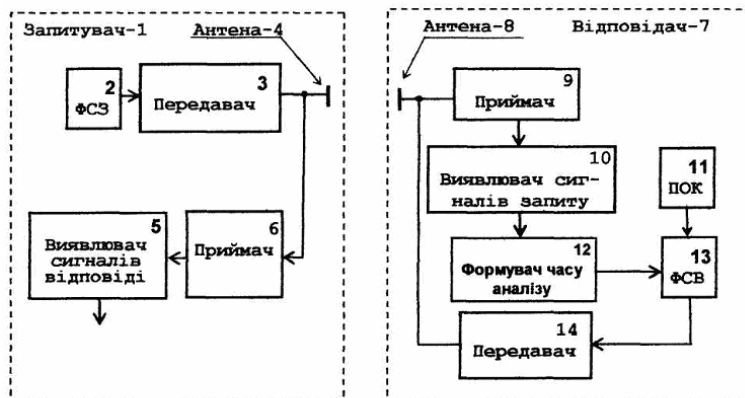 Запитувач-1
Антена-4
2
ФСЗ
3
Передавач
5
Виявлювач
сигналів
відповіді
6
Приймач
Антена-8
Відповідач-7
9
Приймач
10
Виявлювач сиг-
налів запиту
11
ПОК
12
Формувач часу
аналізу
13
ФСВ
14
Передавач